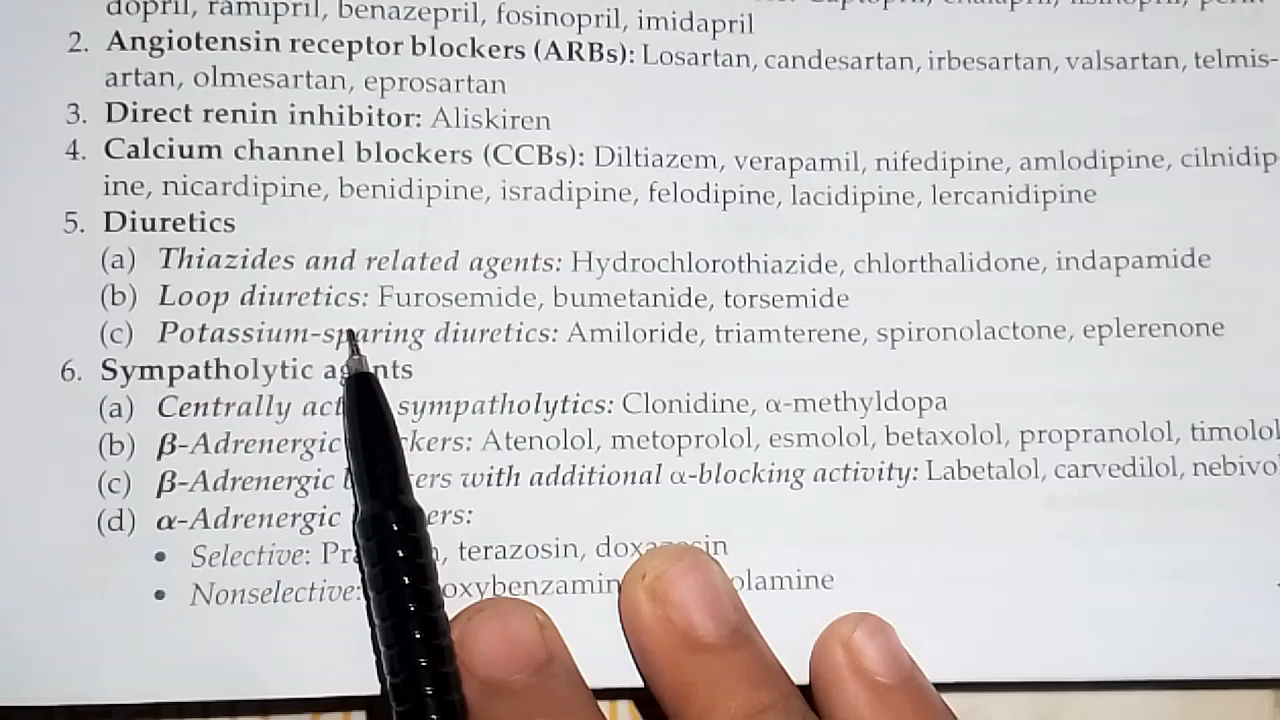 dopril, ramipril, benazepril, fosinopril, imidapril
2. Angiotensin receptor blockers (ARBs): Losartan, candesartan, irbesartan, valsartan, telmis-
artan, olmesartan, eprosartan
3. Direct renin inhibitor: Aliskiren
4. Calcium channel blockers (CCBs): Diltiazem, verapamil, nifedipine, amlodipine, cilnidip
ine, nicardipine, benidipine, isradipine, felodipine, lacidipine, lercanidipine
5. Diuretics
(a) Thiazides and related agents: Hydrochlorothiazide, chlorthalidone, indapamide
(b) Loop diuretics: Furosemide, bumetanide, torsemide
(c) Potassium-sparing diuretics: Amiloride, triamterene, spironolactone, eplerenone
6. Sympatholytic agents
(a) Centrally sympatholytics: Clonidine, α-methyldopa
(b) β-Adrenergic Atenolol, metoprolol, esmolol, betaxolol, propranolol, timolol
(c) β-Adrenergic with additional α-blocking activity: Labetalol, carvedilol, nebivo
(d) α-Adrenergic
• Selective: terazosin, doxazosin
• Nonselective: